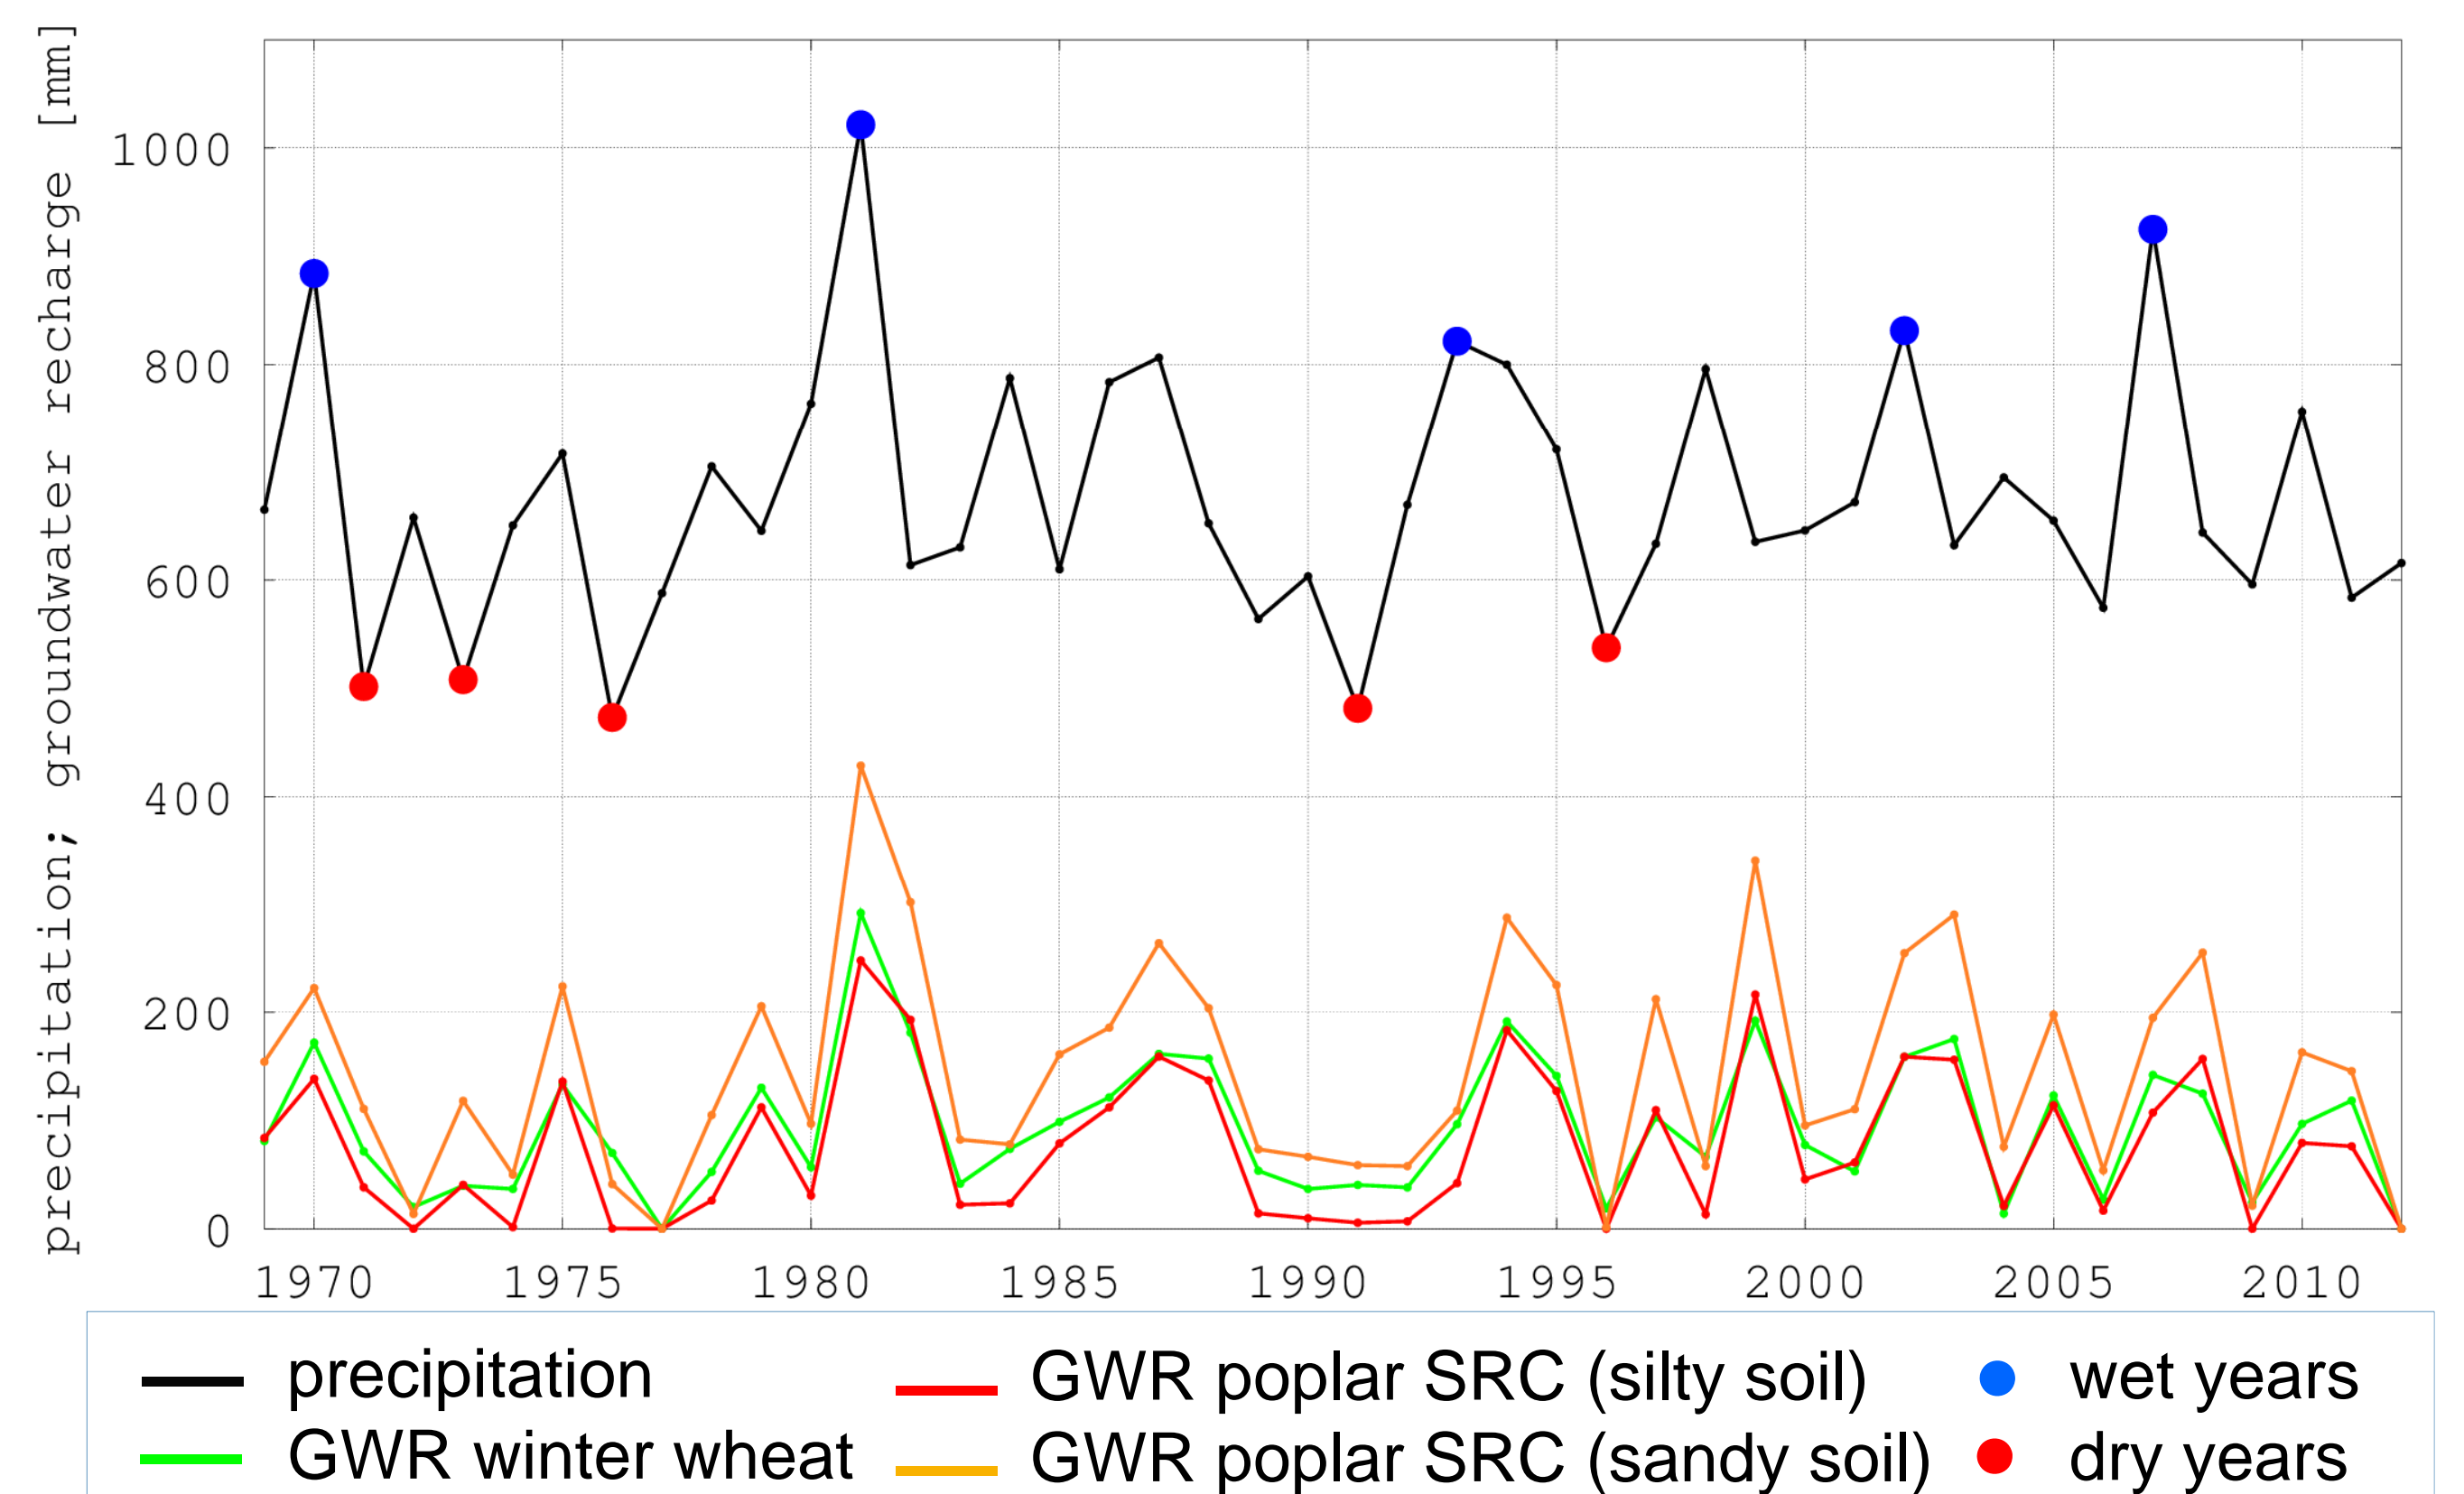 precipitation; groundwater recharge [mm]
1000
800
600
400
200
0
1970 1975 1980 1985 1990 1995 2000 2005 2010
precipitation GWR poplar SRC (silty soil) wet years
GWR winter wheat GWR poplar SRC (sandy soil) dry years